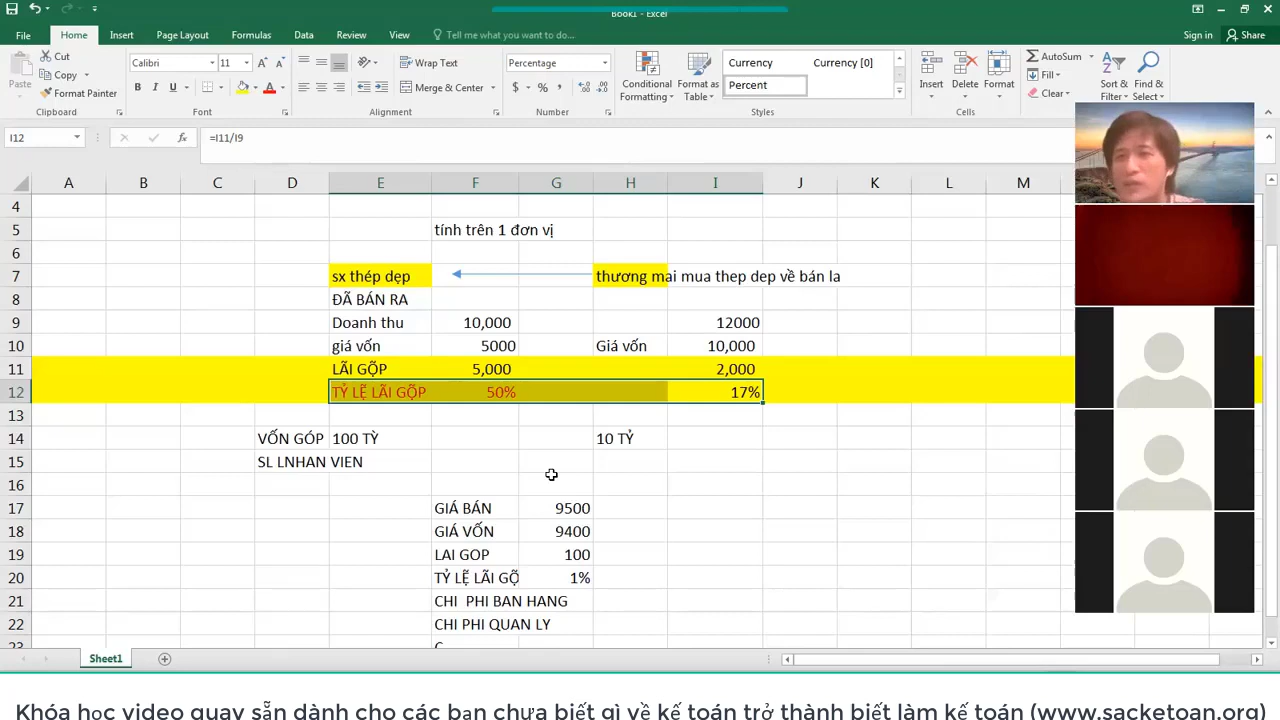 Book1 - Excel
File Home Insert Page Layout Formulas Data Review View Tell me what you want to do... Sign in Share
Cut
Copy
Format Painter
Paste
Calibri 11
B I U
Wrap Text
Merge & Center
Percentage
$ % ,
Conditional Formatting
Format as Table
Currency Currency [0]
Percent
Insert Delete Format
AutoSum
Fill
Clear
Sort & Filter
Find & Select
Clipboard Font Alignment Number Styles Cells
I12 fx =I11/I9
A B C D E F G H I J K L M
4
5 tính trên 1 đơn vị
6
7 sx thép dẹp thương mai mua thep dep về bán la
8 ĐÃ BÁN RA
9 Doanh thu 10,000 12000
10 giá vốn 5000 Giá vốn 10,000
11 LÃI GỘP 5,000 2,000
12 TỶ LỆ LÃI GỘP 50% 17%
13
14 VỐN GÓP 100 TỲ 10 TỶ
15 SL LNHAN VIEN
16
17 GIÁ BÁN 9500
18 GIÁ VỐN 9400
19 LAI GOP 100
20 TỶ LỆ LÃI GỘ 1%
21 CHI PHI BAN HANG
22 CHI PHI QUAN LY
23 C
Sheet1
Khóa học video quay sẵn dành cho các bạn chưa biết gì về kế toán trở thành biết làm kế toán (www.sacketoan.org)